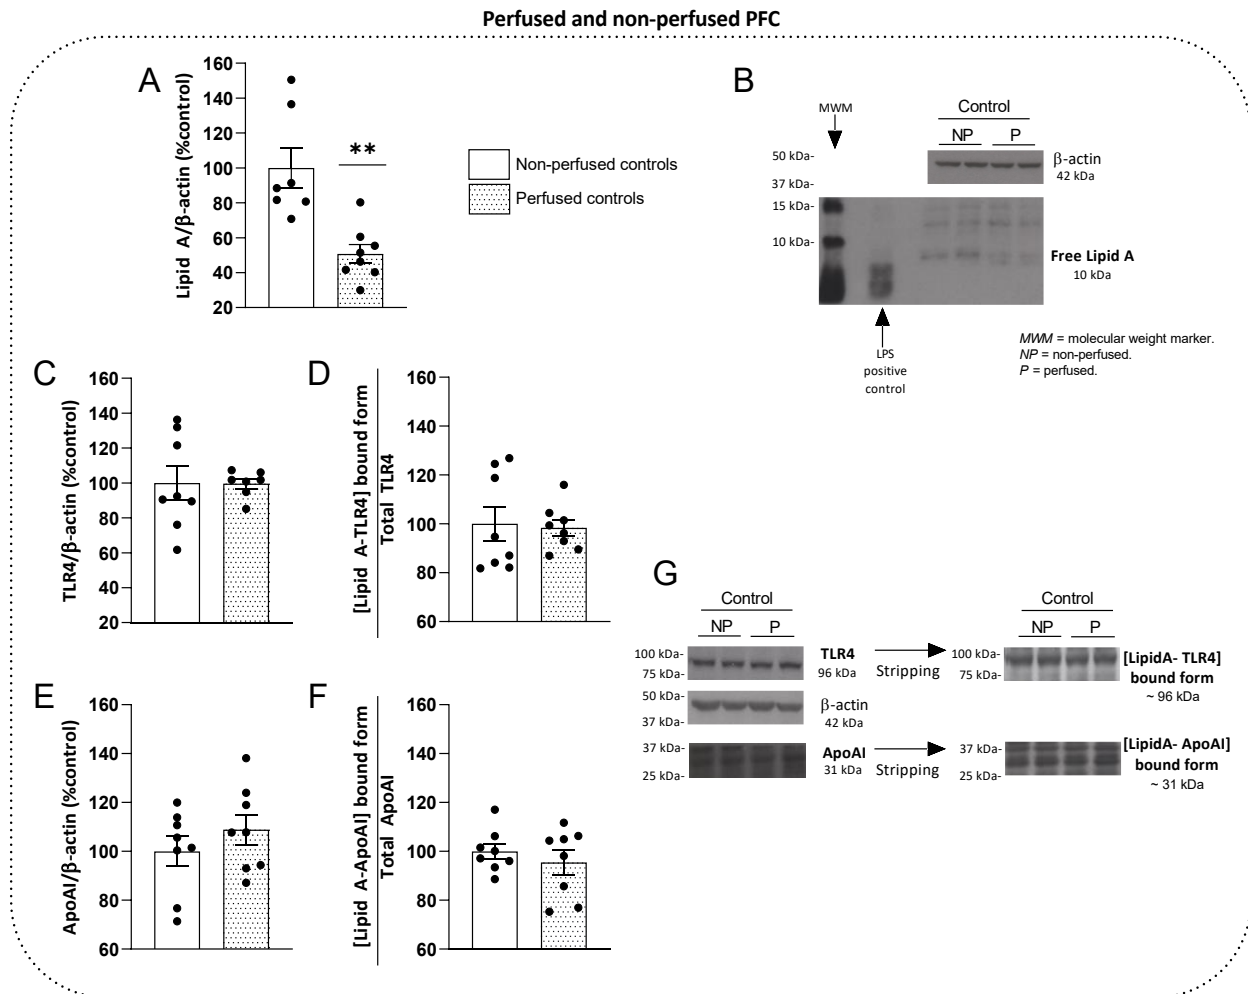 Perfused and non-perfused PFC
A
Lipid A/β-actin (%control)
160
140
120
100
80
60
40
20
**
Non-perfused controls
Perfused controls
B
MWM
Control
NP P
50 kDa-
37 kDa-
15 kDa-
10 kDa-
β-actin
42 kDa
Free Lipid A
10 kDa
LPS
positive
control
MWM = molecular weight marker.
NP = non-perfused.
P = perfused.
C
TLR4/β-actin (%control)
160
140
120
100
80
60
40
20
D
[Lipid A-TLR4] bound form
Total TLR4
160
140
120
100
80
60
E
ApoAI/β-actin (%control)
160
140
120
100
80
60
F
[Lipid A-ApoAI] bound form
Total ApoAI
160
140
120
100
80
60
G
Control
NP P
100 kDa-
75 kDa-
TLR4
96 kDa
50 kDa-
37 kDa-
β-actin
42 kDa
37 kDa-
25 kDa-
ApoAI
31 kDa
Stripping
Stripping
Control
NP P
100 kDa-
75 kDa-
[LipidA- TLR4]
bound form
~ 96 kDa
37 kDa-
25 kDa-
[LipidA- ApoAI]
bound form
~ 31 kDa